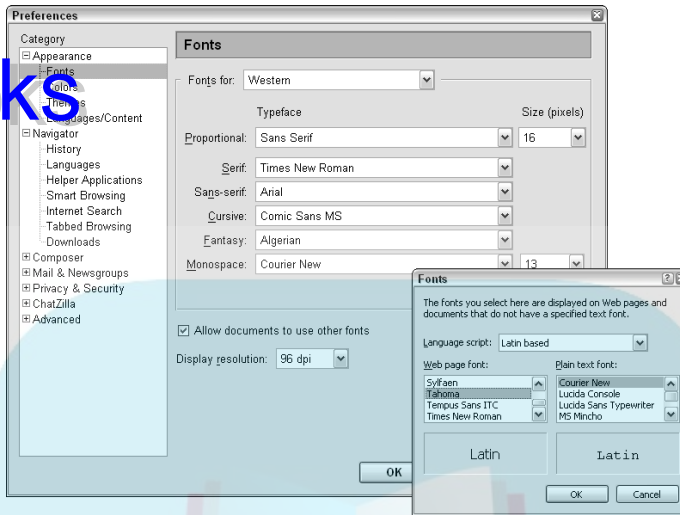 Preferences
Category
Appearance
Fonts
Colors
Themes
Languages/Content
Navigator
History
Languages
Helper Applications
Smart Browsing
Internet Search
Tabbed Browsing
Downloads
Composer
Mail & Newsgroups
Privacy & Security
ChatZilla
Advanced
ks
Fonts
Fonts for: Western
Typeface Size (pixels)
Proportional: Sans Serif 16
Serif: Times New Roman
Sans-serif: Arial
Cursive: Comic Sans MS
Fantasy: Algerian
Monospace: Courier New 13
Allow documents to use other fonts
Display resolution: 96 dpi
OK
Fonts
The fonts you select here are displayed on Web pages and
documents that do not have a specified text font.
Language script: Latin based
Web page font: Plain text font:
Sylfaen Courier New
Tahoma Lucida Console
Tempus Sans ITC Lucida Sans Typewriter
Times New Roman MS Mincho
Latin Latin
OK Cancel